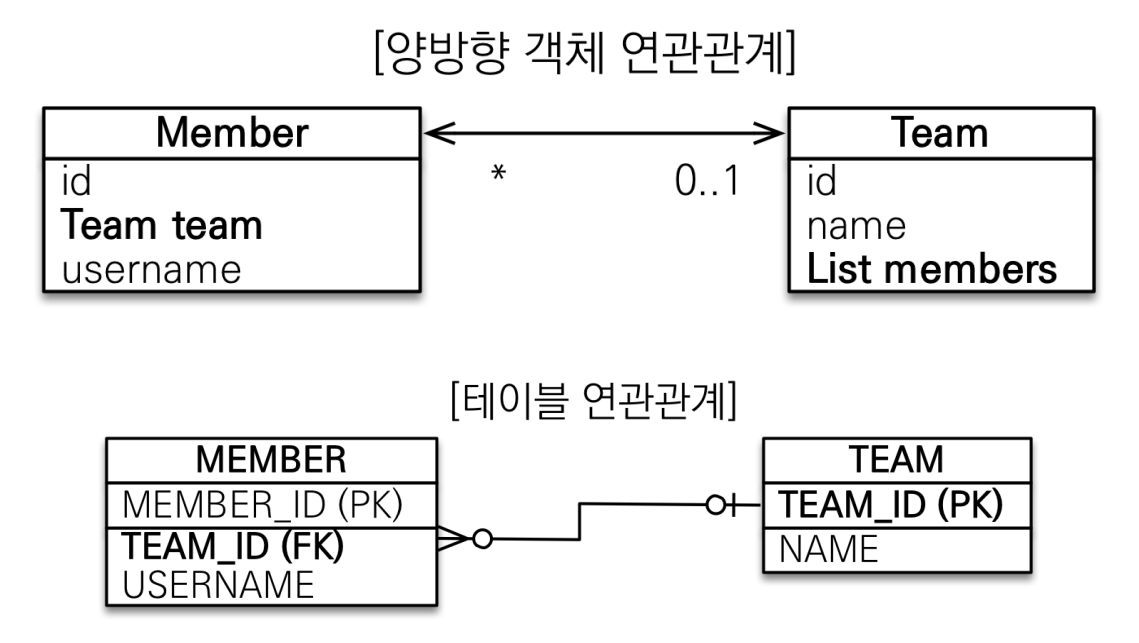 [양방향 객체 연관관계]
Member
id
Team team
username
* 0..1
Team
id
name
List members
[테이블 연관관계]
MEMBER
MEMBER_ID (PK)
TEAM_ID (FK)
USERNAME
TEAM
TEAM_ID (PK)
NAME